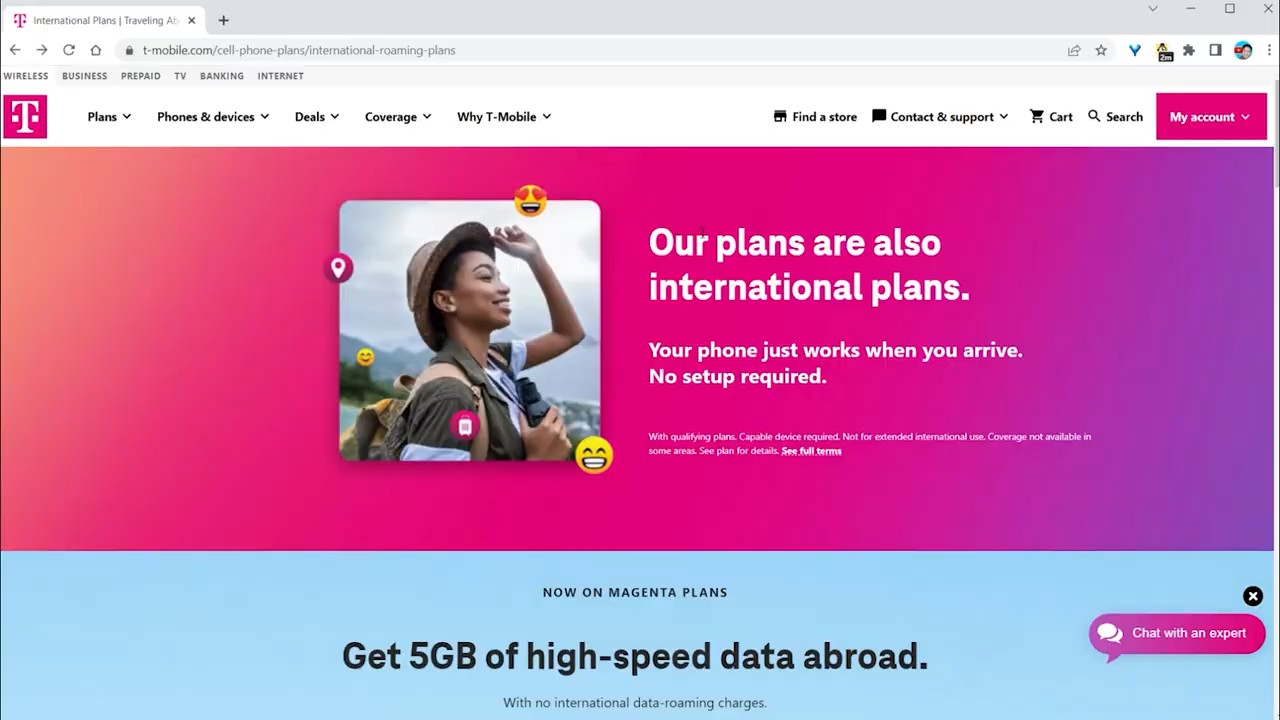 International Plans | Traveling Ab
t-mobile.com/cell-phone-plans/international-roaming-plans
2m
WIRELESS BUSINESS PREPAID TV BANKING INTERNET
T Plans Phones & devices Deals Coverage Why T-Mobile Find a store Contact & support Cart Search My account
Our plans are also
international plans.
Your phone just works when you arrive.
No setup required.
With qualifying plans. Capable device required. Not for extended international use. Coverage not available in
some areas. See plan for details. See full terms
NOW ON MAGENTA PLANS
Get 5GB of high-speed data abroad.
With no international data-roaming charges.
Chat with an expert